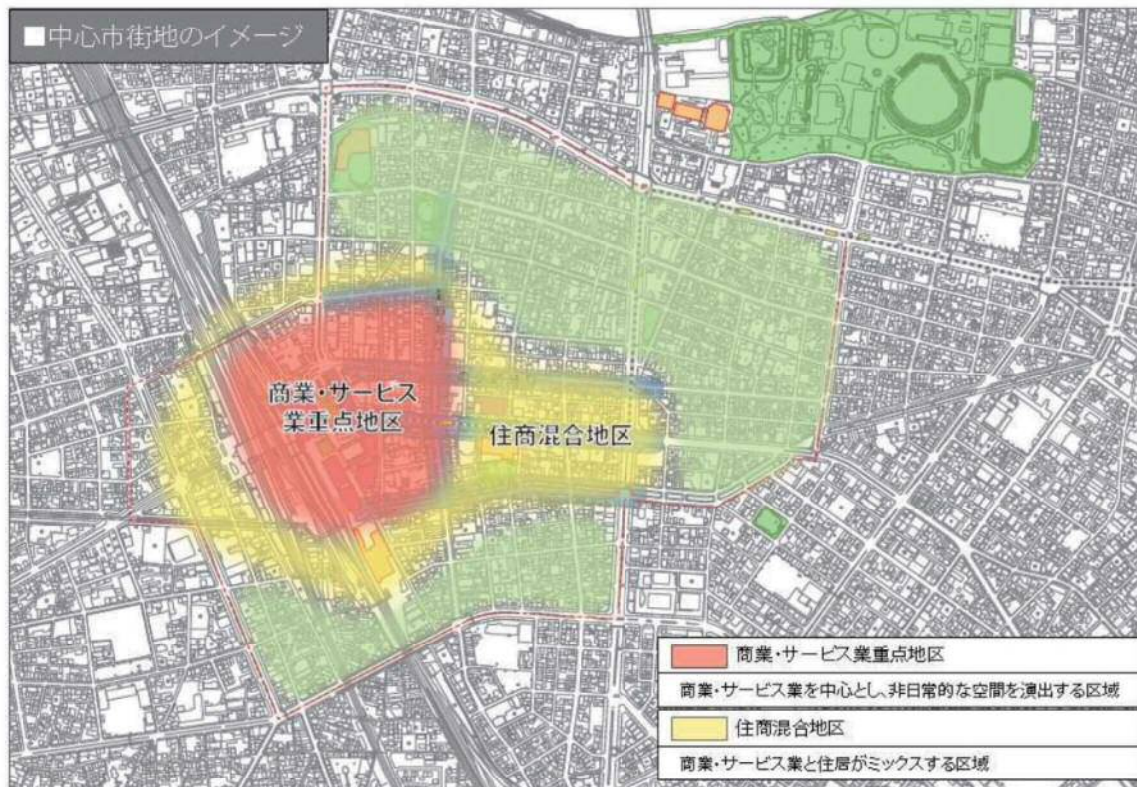 ■中心市街地のイメージ
商業・サービス
業重点地区
住商混合地区
商業・サービス業重点地区
商業・サービス業を中心とし、非日常的な空間を演出する区域
住商混合地区
商業・サービス業と住居がミックスする区域